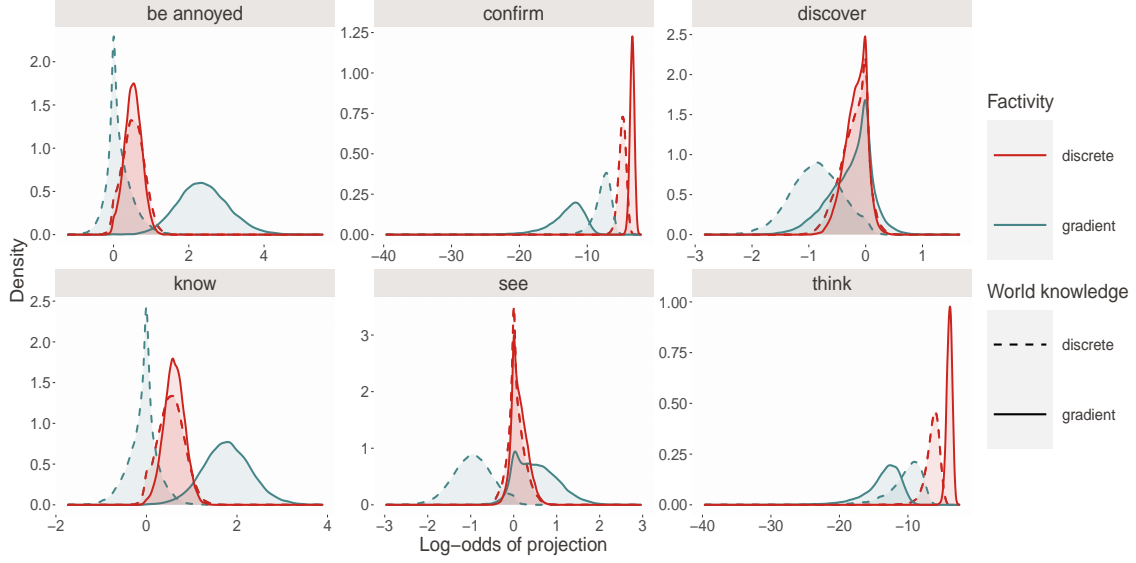 be annoyed
confirm
discover
2.0
1.5
1.0
0.5
0.0
0 2 4
1.25
1.00
0.75
0.50
0.25
0.00
−40 −30 −20 −10
2.5
2.0
1.5
1.0
0.5
0.0
−3 −2 −1 0 1
know
see
think
2.5
2.0
1.5
1.0
0.5
0.0
−2 0 2 4
3
2
1
0
−3 −2 −1 0 1 2 3
1.00
0.75
0.50
0.25
0.00
−40 −30 −20 −10
Density
Log−odds of projection
Factivity
discrete
gradient
World knowledge
discrete
gradient